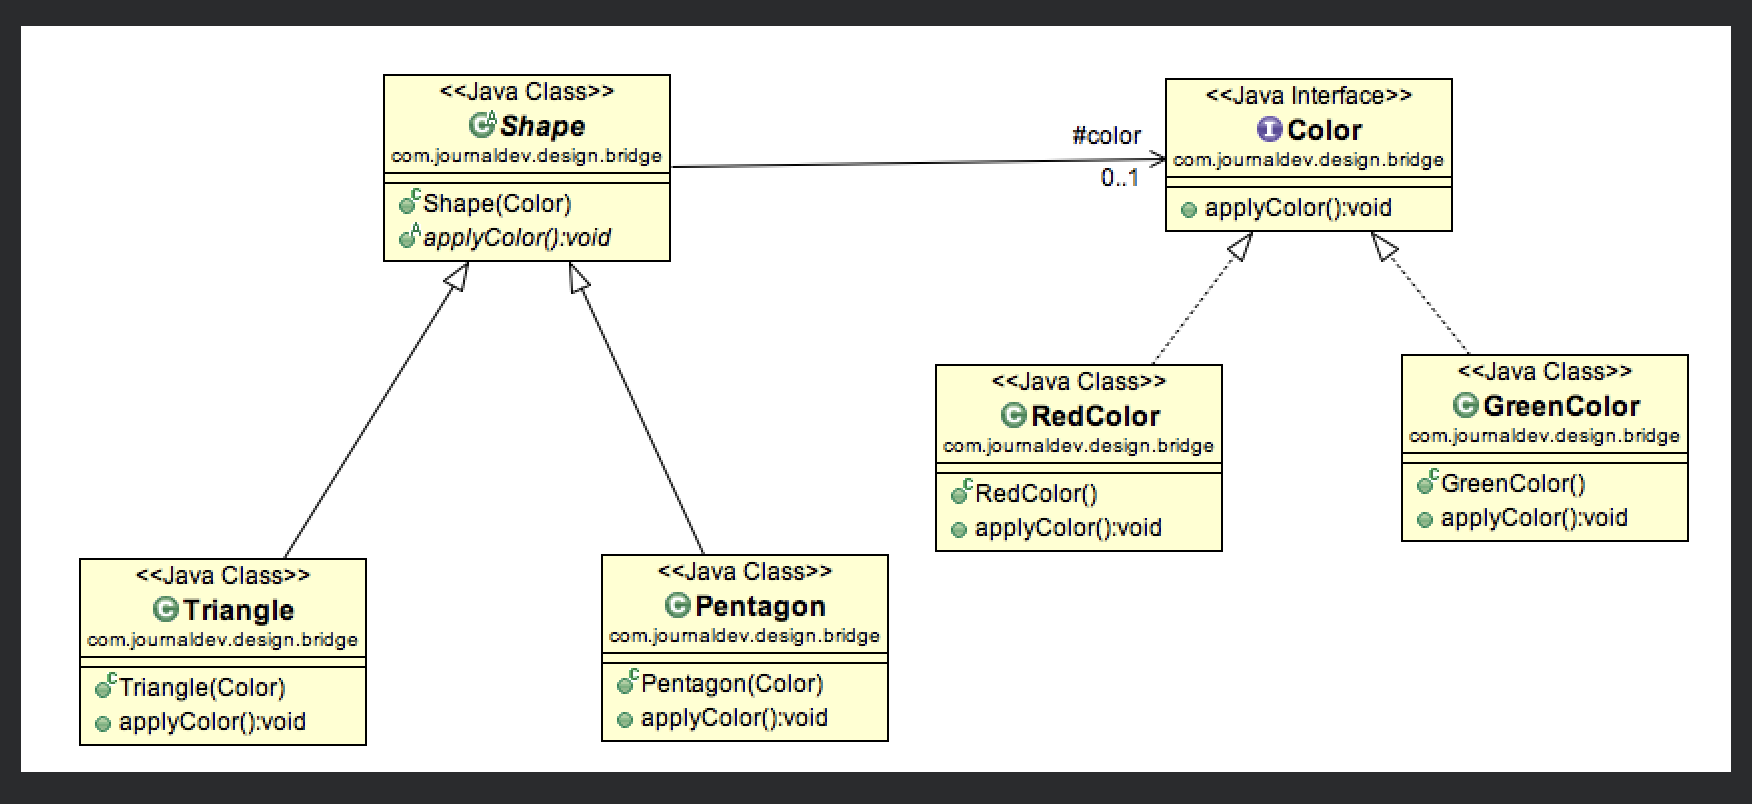 <<Java Class>>
Shape
com.journaldev.design.bridge
Shape(Color)
applyColor():void
#color
0..1
<<Java Interface>>
Color
com.journaldev.design.bridge
applyColor():void
<<Java Class>>
RedColor
com.journaldev.design.bridge
RedColor()
applyColor():void
<<Java Class>>
GreenColor
com.journaldev.design.bridge
GreenColor()
applyColor():void
<<Java Class>>
Triangle
com.journaldev.design.bridge
Triangle(Color)
applyColor():void
<<Java Class>>
Pentagon
com.journaldev.design.bridge
Pentagon(Color)
applyColor():void